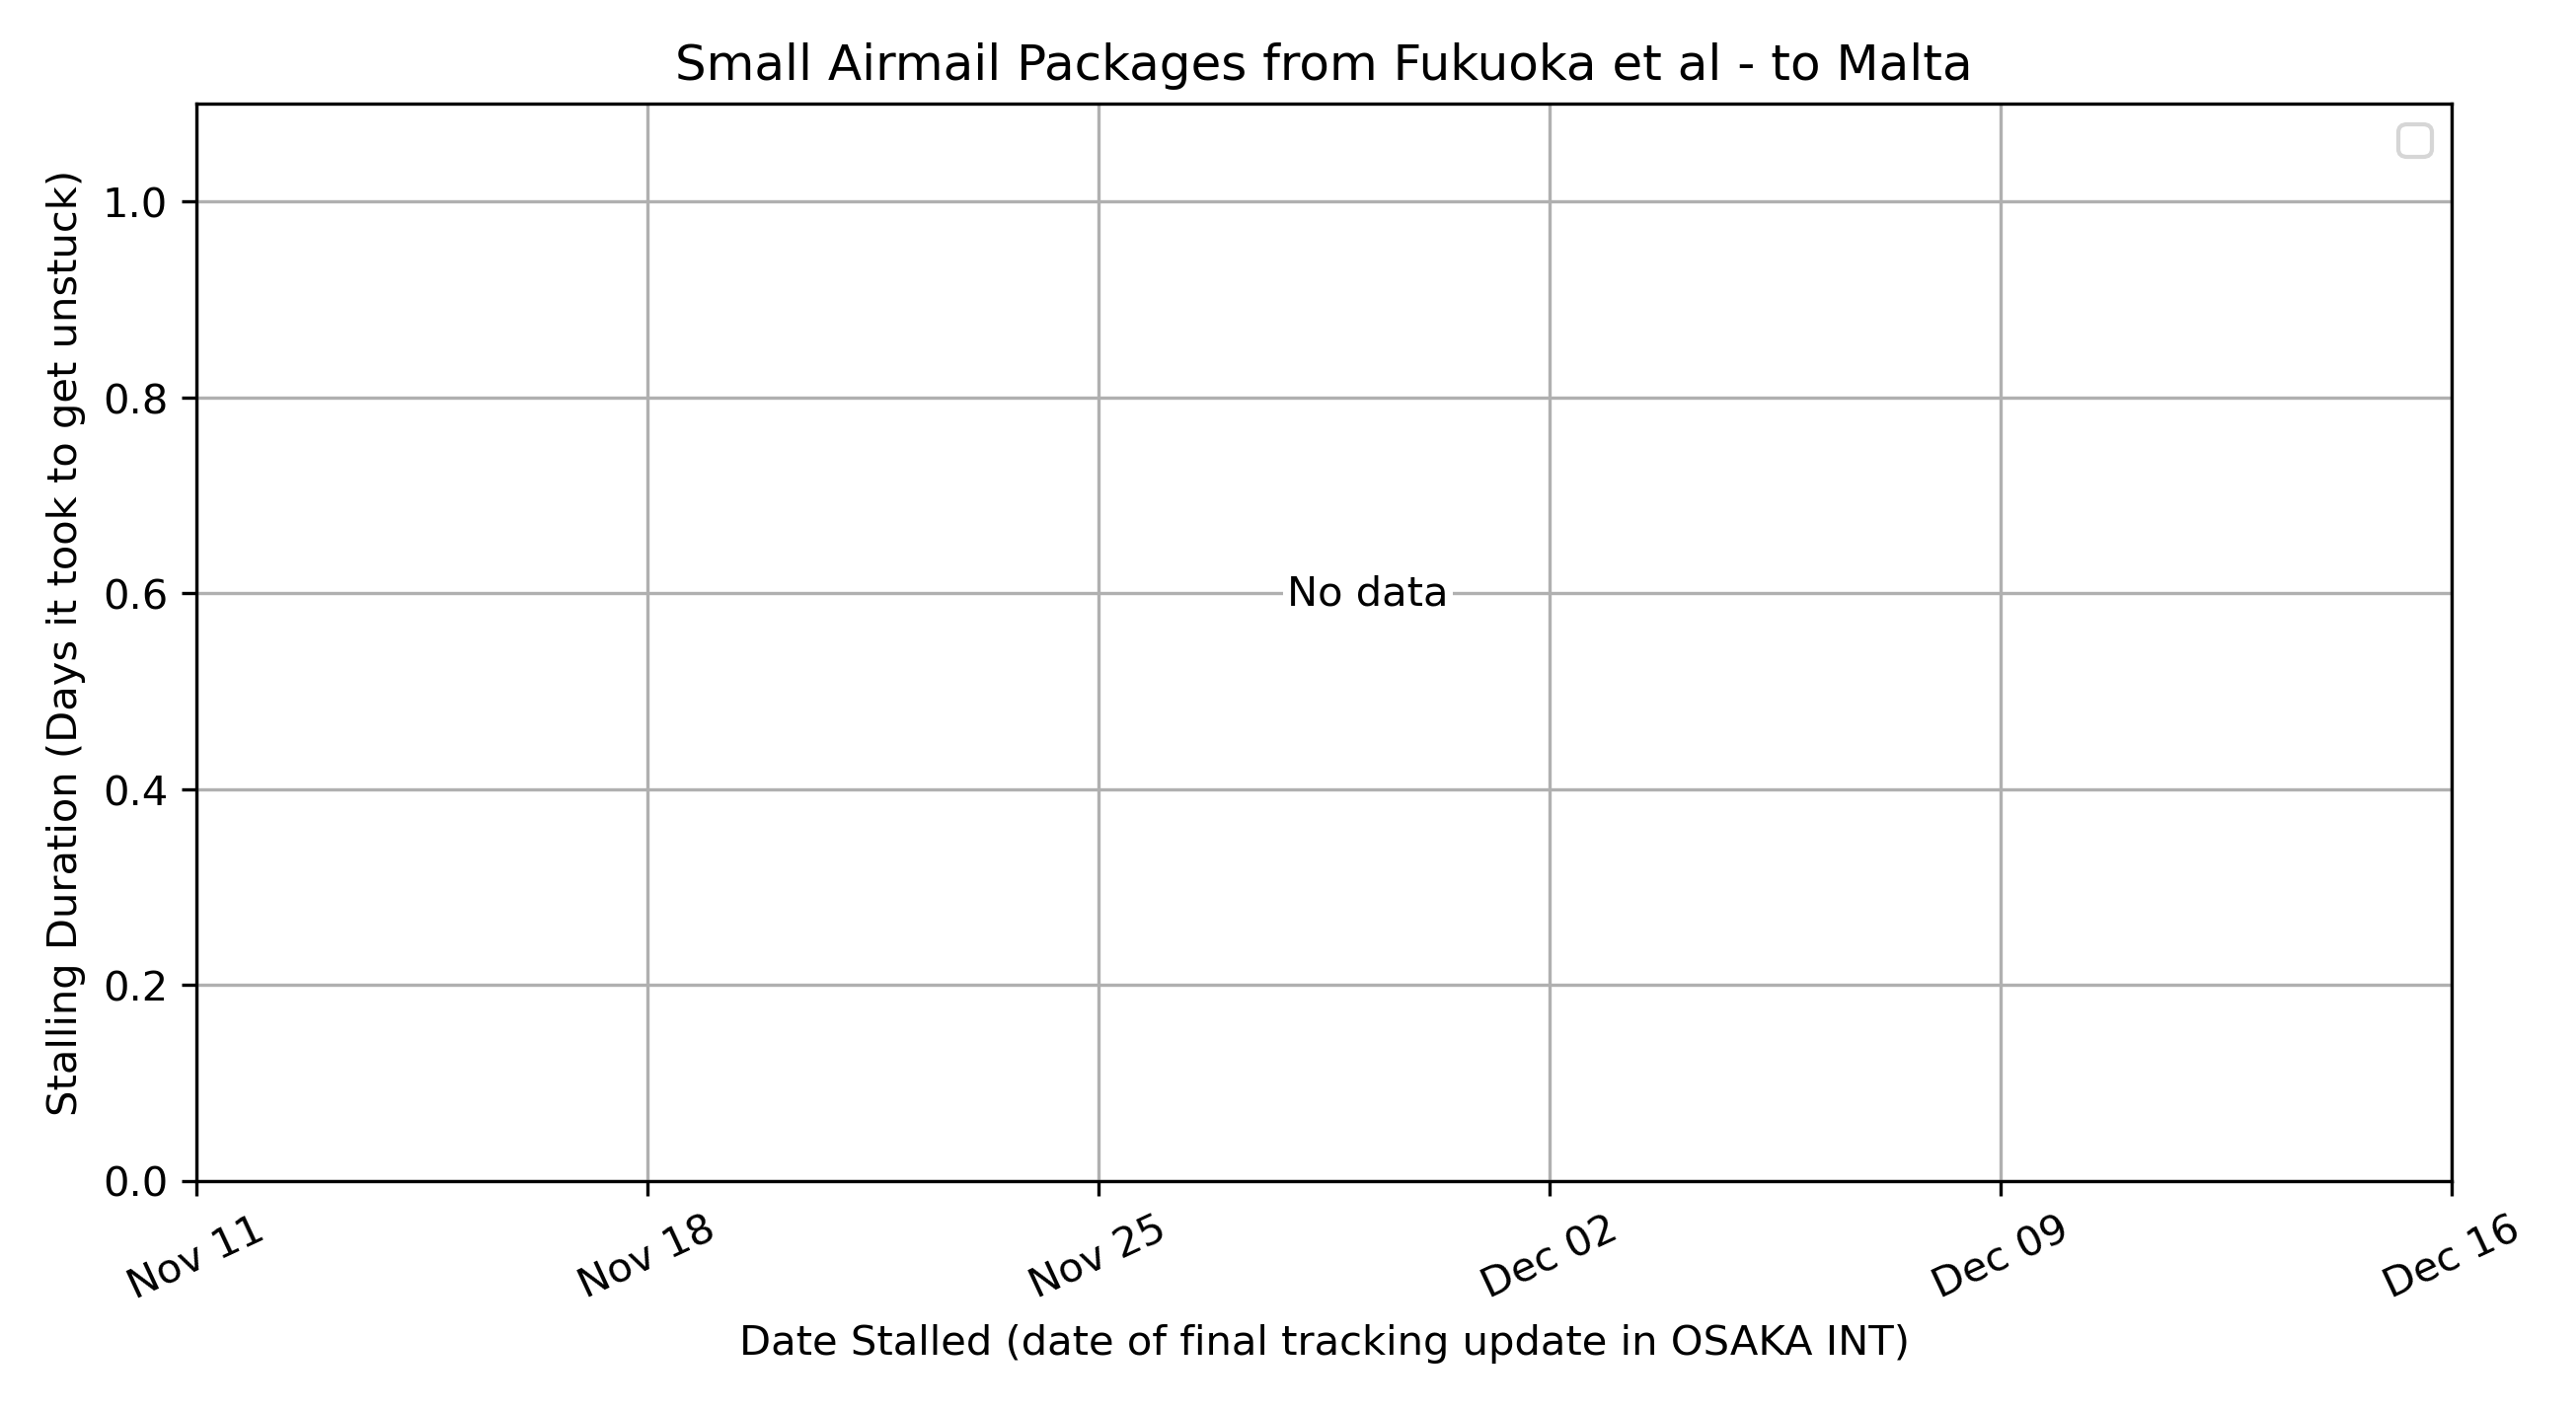 Small Airmail Packages from Fukuoka et al - to Malta
Stalling Duration (Days it took to get unstuck)
1.0
0.8
0.6
0.4
0.2
0.0
No data
Nov 11
Nov 18
Nov 25
Dec 02
Dec 09
Dec 16
Date Stalled (date of final tracking update in OSAKA INT)